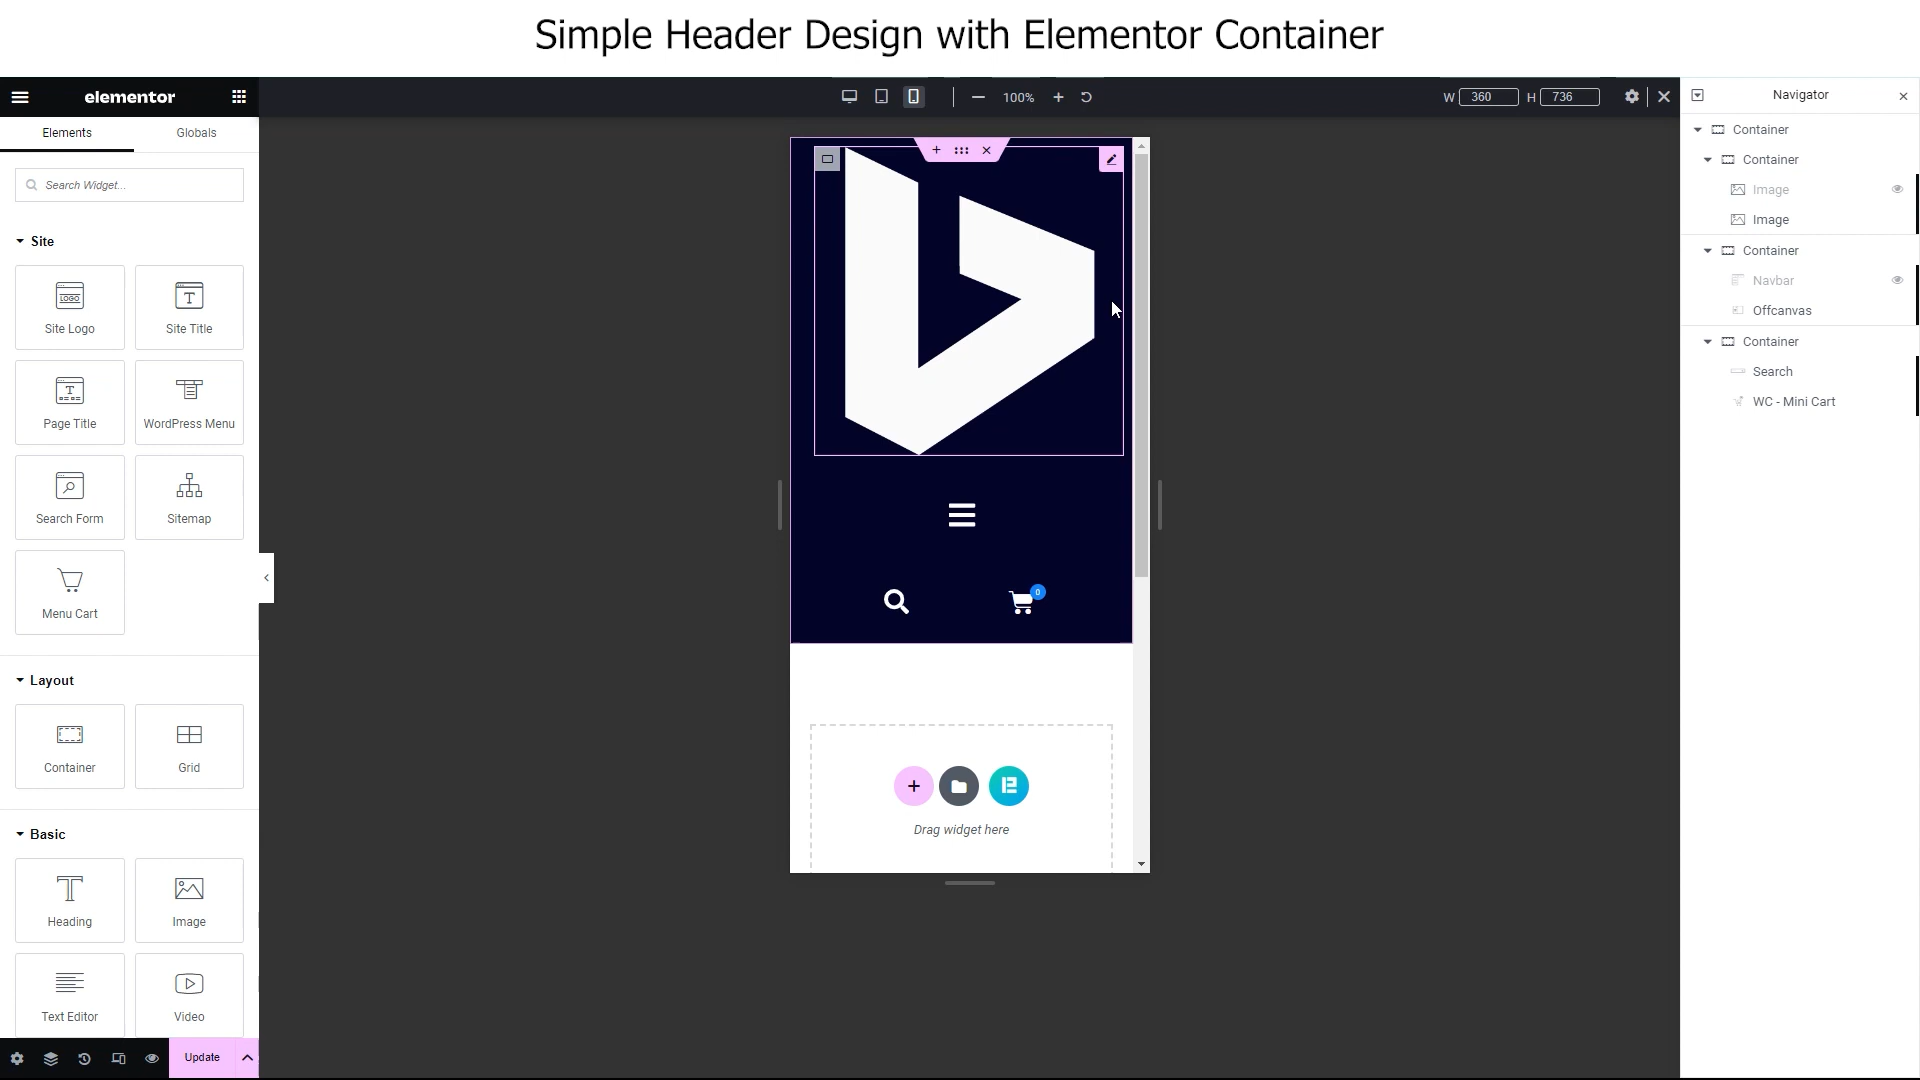 Simple Header Design with Elementor Container
elementor
100%
W 360 H 736
Navigator
Elements Globals
Search Widget...
Site
LOGO
Site Logo
Site Title
Page Title
WordPress Menu
Search Form
Sitemap
Menu Cart
Layout
Container
Grid
Basic
Heading
Image
Text Editor
Video
Update
0
Drag widget here
Container
Container
Image
Image
Container
Navbar
Offcanvas
Container
Search
WC - Mini Cart